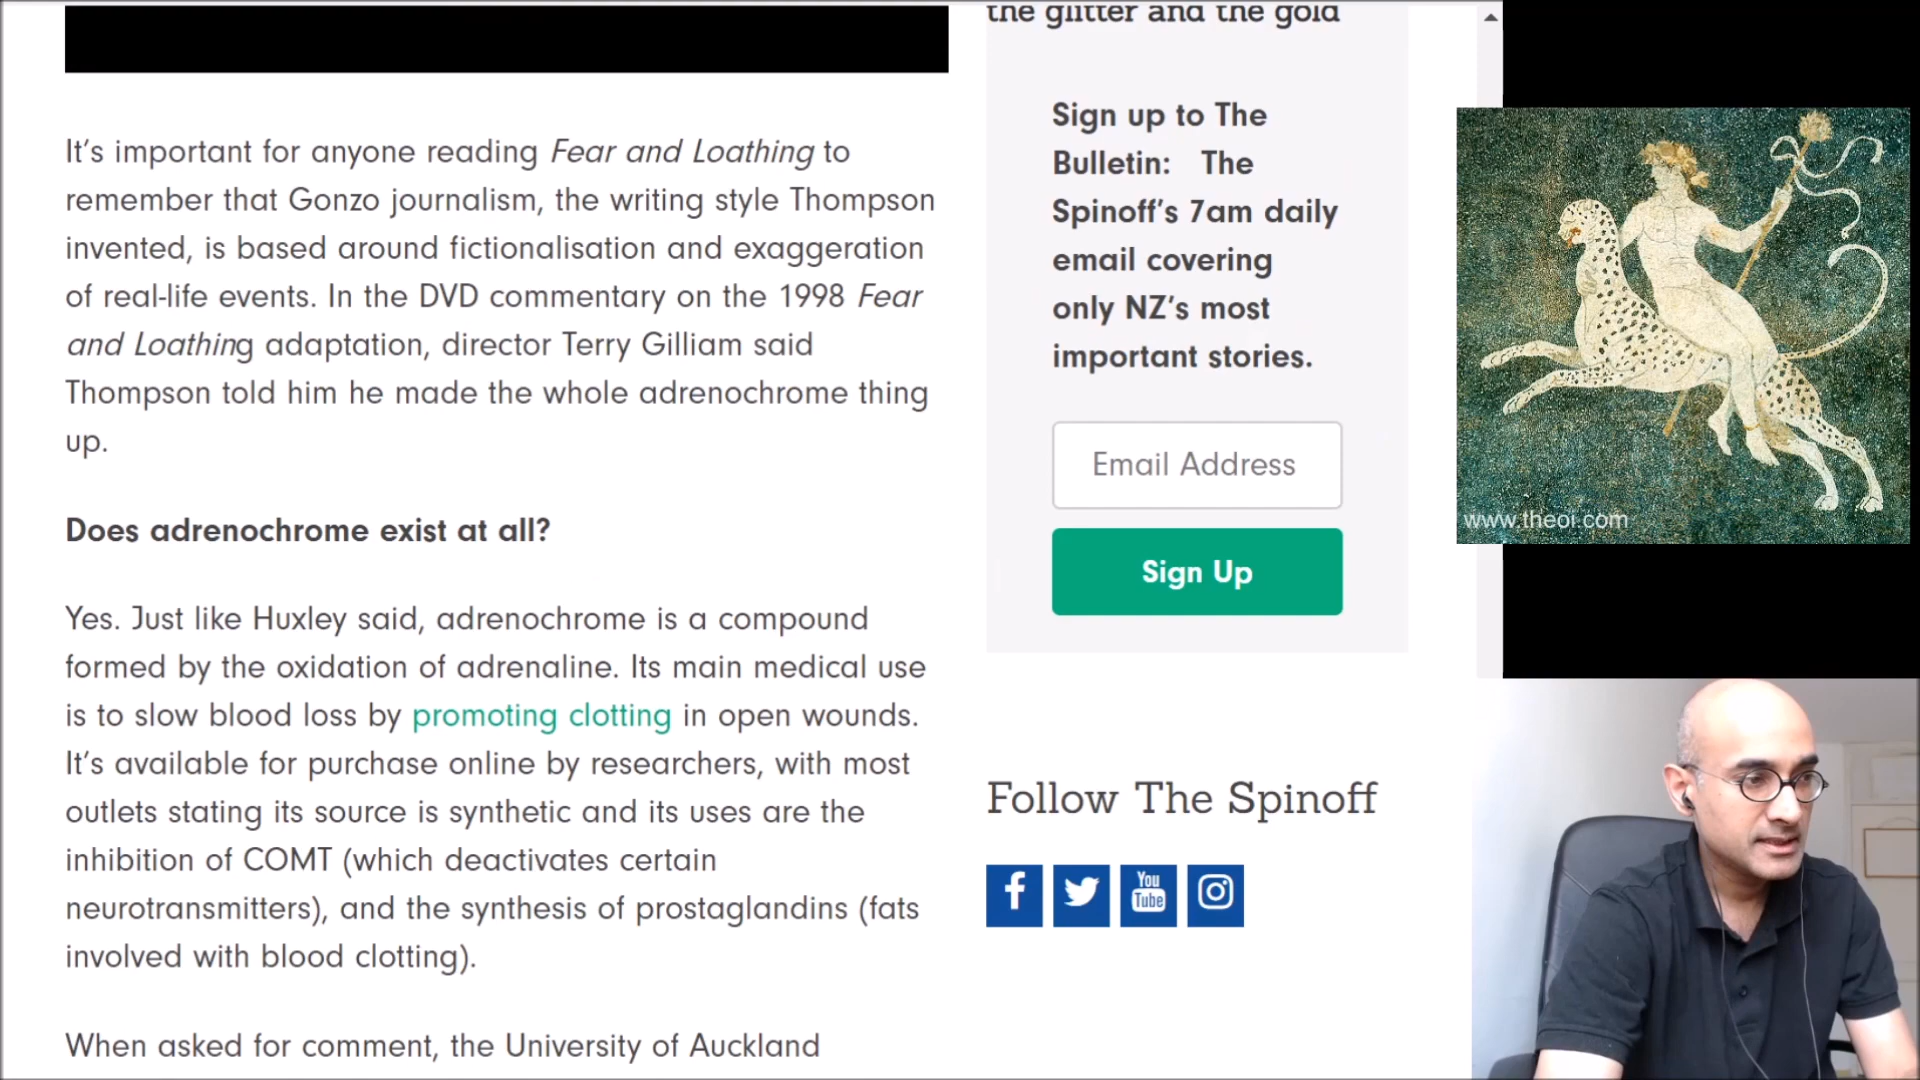 It's important for anyone reading Fear and Loathing to
remember that Gonzo journalism, the writing style Thompson
invented, is based around fictionalisation and exaggeration
of real-life events. In the DVD commentary on the 1998 Fear
and Loathing adaptation, director Terry Gilliam said
Thompson told him he made the whole adrenochrome thing
up.
Does adrenochrome exist at all?
Yes. Just like Huxley said, adrenochrome is a compound
formed by the oxidation of adrenaline. Its main medical use
is to slow blood loss by promoting clotting in open wounds.
It's available for purchase online by researchers, with most
outlets stating its source is synthetic and its uses are the
inhibition of COMT (which deactivates certain
neurotransmitters), and the synthesis of prostaglandins (fats
involved with blood clotting).
When asked for comment, the University of Auckland
the glitter and the gold
Sign up to The
Bulletin: The
Spinoff's 7am daily
email covering
only NZ's most
important stories.
Email Address
Sign Up
Follow The Spinoff
You
Tube
www.theoi.com